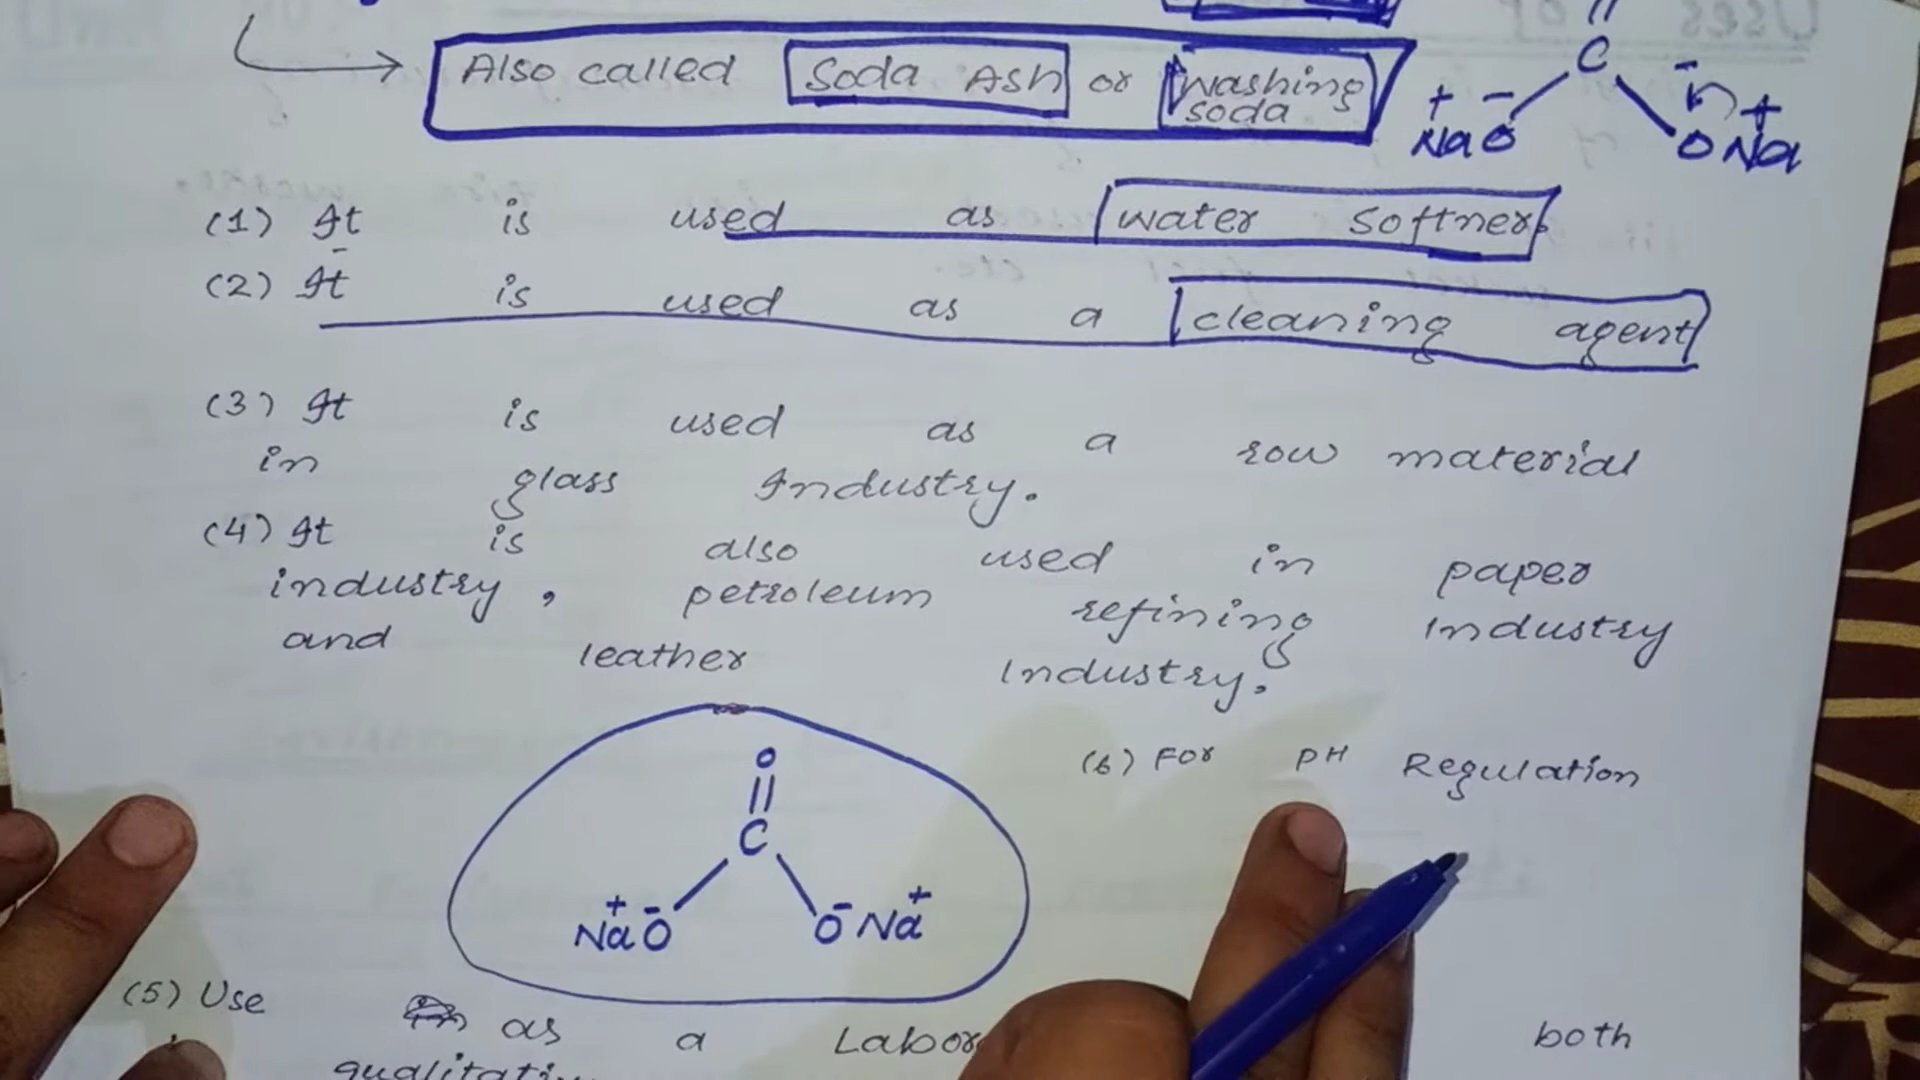 Also called Soda Ash or washing soda
C
+ - - +
Na O O Na
(1) It is used as water softner.
(2) It is used as a cleaning agent
(3) It is used as a row material
in glass Industry.
(4) It is also used in paper
industry, petroleum refining Industry
and leather Industry.
O
C
+ - - +
Na O O Na
(6) For PH Regulation
(5) Use as a Labor both